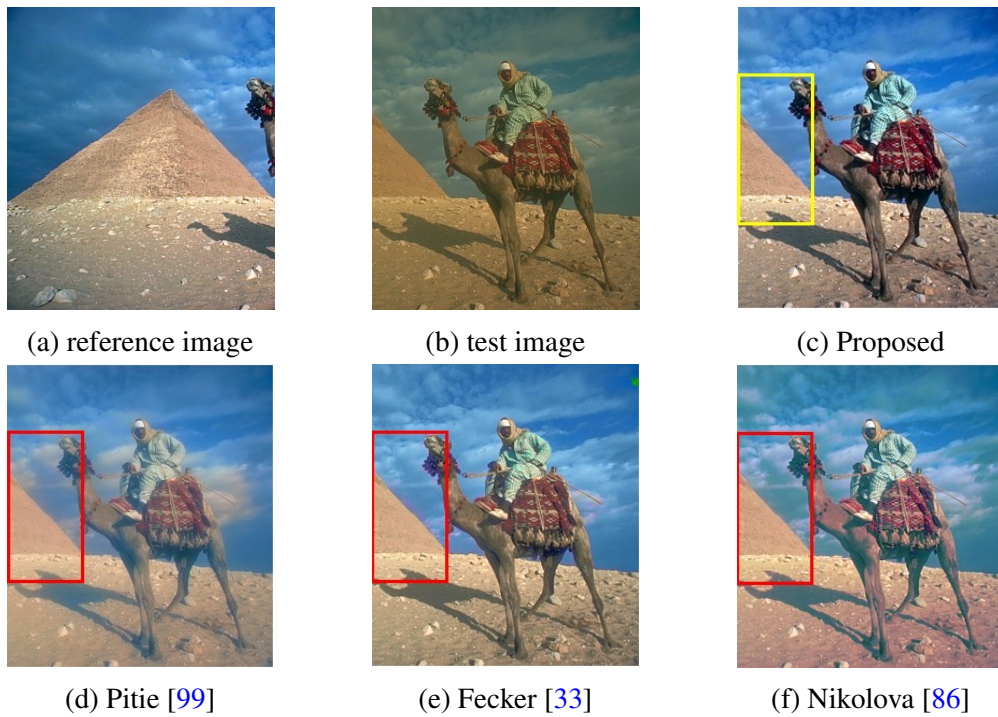 (a) reference image
(b) test image
(c) Proposed
(d) Pitie [99]
(e) Fecker [33]
(f) Nikolova [86]